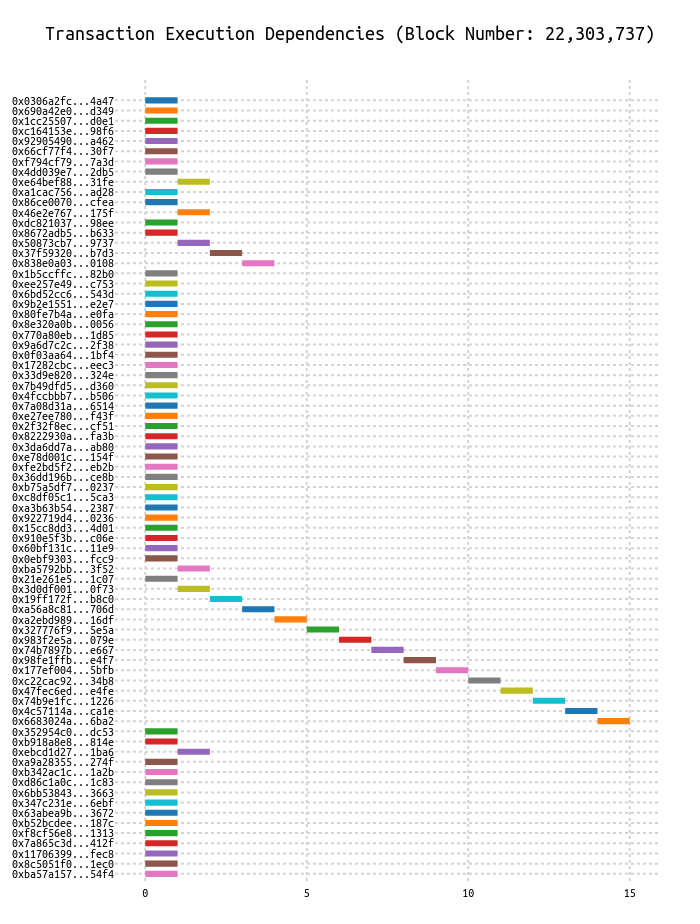 Transaction Execution Dependencies (Block Number: 22,303,737)
0x0306a2fc...4a47
0x690a42e0...d349
0x1cc25507...d0e1
0xc164153e...98f6
0x92905490...a462
0x66cf77f4...30f7
0xf794cf79...7a3d
0x4dd039e7...2db5
0xe64bef88...31fe
0xa1cac756...ad28
0x86ce0070...cfea
0x46e2e767...175f
0xdc821037...98ee
0x8672adb5...b633
0x50873cb7...9737
0x37f59320...b7d3
0x838e0a03...0108
0x1b5ccffc...82b0
0xee257e49...c753
0x6bd52cc6...543d
0x9b2e1551...e2e7
0x80fe7b4a...e0fa
0x8e320a0b...0056
0x770a80eb...1d85
0x9a6d7c2c...2f38
0x0f03aa64...1bf4
0x17282cbc...eec3
0x33d9e820...324e
0x7b49dfd5...d360
0x4fccbbb7...b506
0x7a08d31a...6514
0xe27ee780...f43f
0x2f32f8ec...cf51
0x8222930a...fa3b
0x3da6dd7a...ab80
0xe78d001c...154f
0xfe2bd5f2...eb2b
0x36dd196b...ce8b
0xb75a5df7...0237
0xc8df05c1...5ca3
0xa3b63b54...2387
0x922719d4...0236
0x15cc8dd3...4d01
0x910e5f3b...c06e
0x60bf131c...11e9
0x0ebf9303...fcc9
0xba5792bb...3f52
0x21e261e5...1c07
0x3d0df001...0f73
0x19ff172f...b8c0
0xa56a8c81...706d
0xa2ebd989...16df
0x327776f9...5e5a
0x983f2e5a...079e
0x74b7897b...e667
0x98fe1ffb...e4f7
0x177ef004...5bfb
0xc22cac92...34b8
0x47fec6ed...e4fe
0x74b9e1fc...1226
0x4c57114a...ca1e
0x6683024a...6ba2
0x352954c0...dc53
0xb918a8e8...814e
0xebcd1d27...1ba6
0xa9a28355...274f
0xb342ac1c...1a2b
0xd86c1a0c...1c83
0x6bb53843...3663
0x347c231e...6ebf
0x63abea9b...3672
0xb52bcdee...187c
0xf8cf56e8...1313
0x7a865c3d...412f
0x11706399...fec8
0x8c5051f0...1ec0
0xba57a157...54f4
0 5 10 15